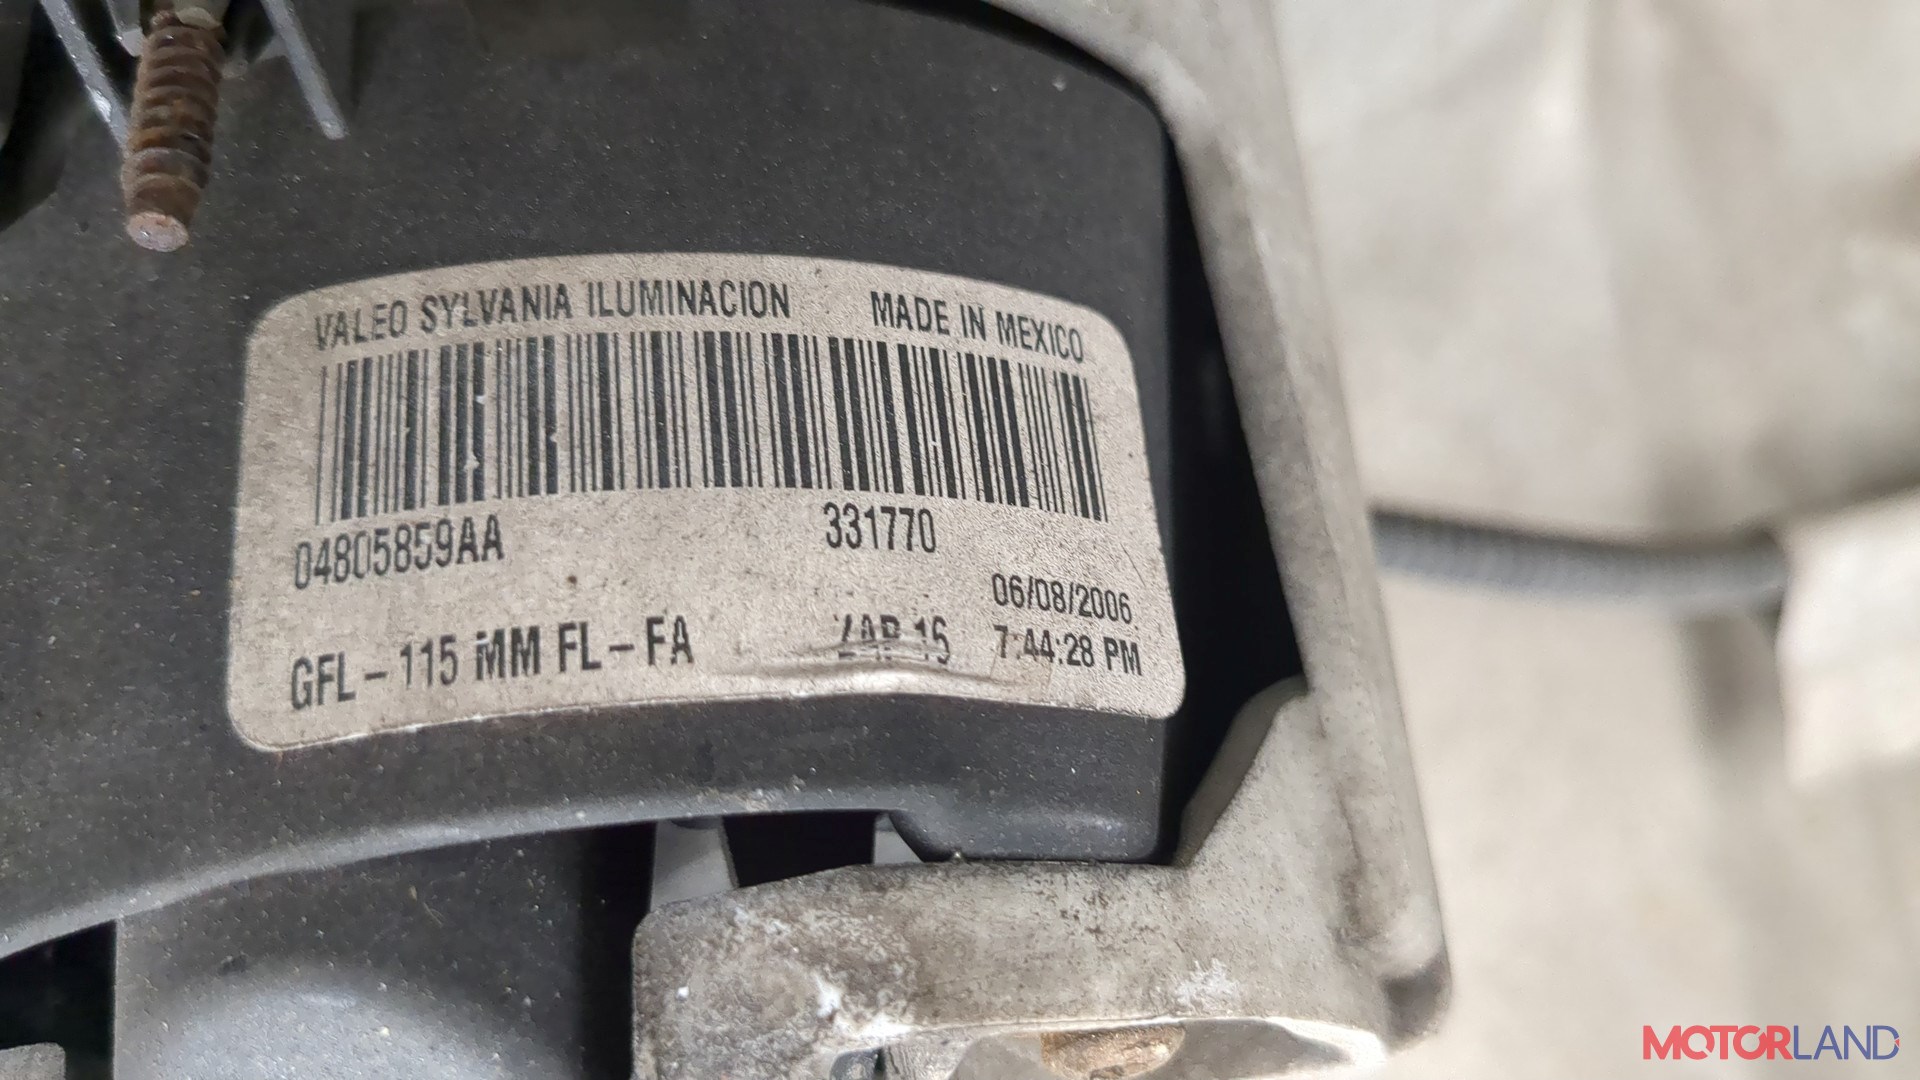 VALEO SYLVANIA ILUMINACION MADE IN MEXICO
04805859AA 331770
06/08/2006
GFL-115 MM FL-FA 7:44:28 PM
MOTORLAND